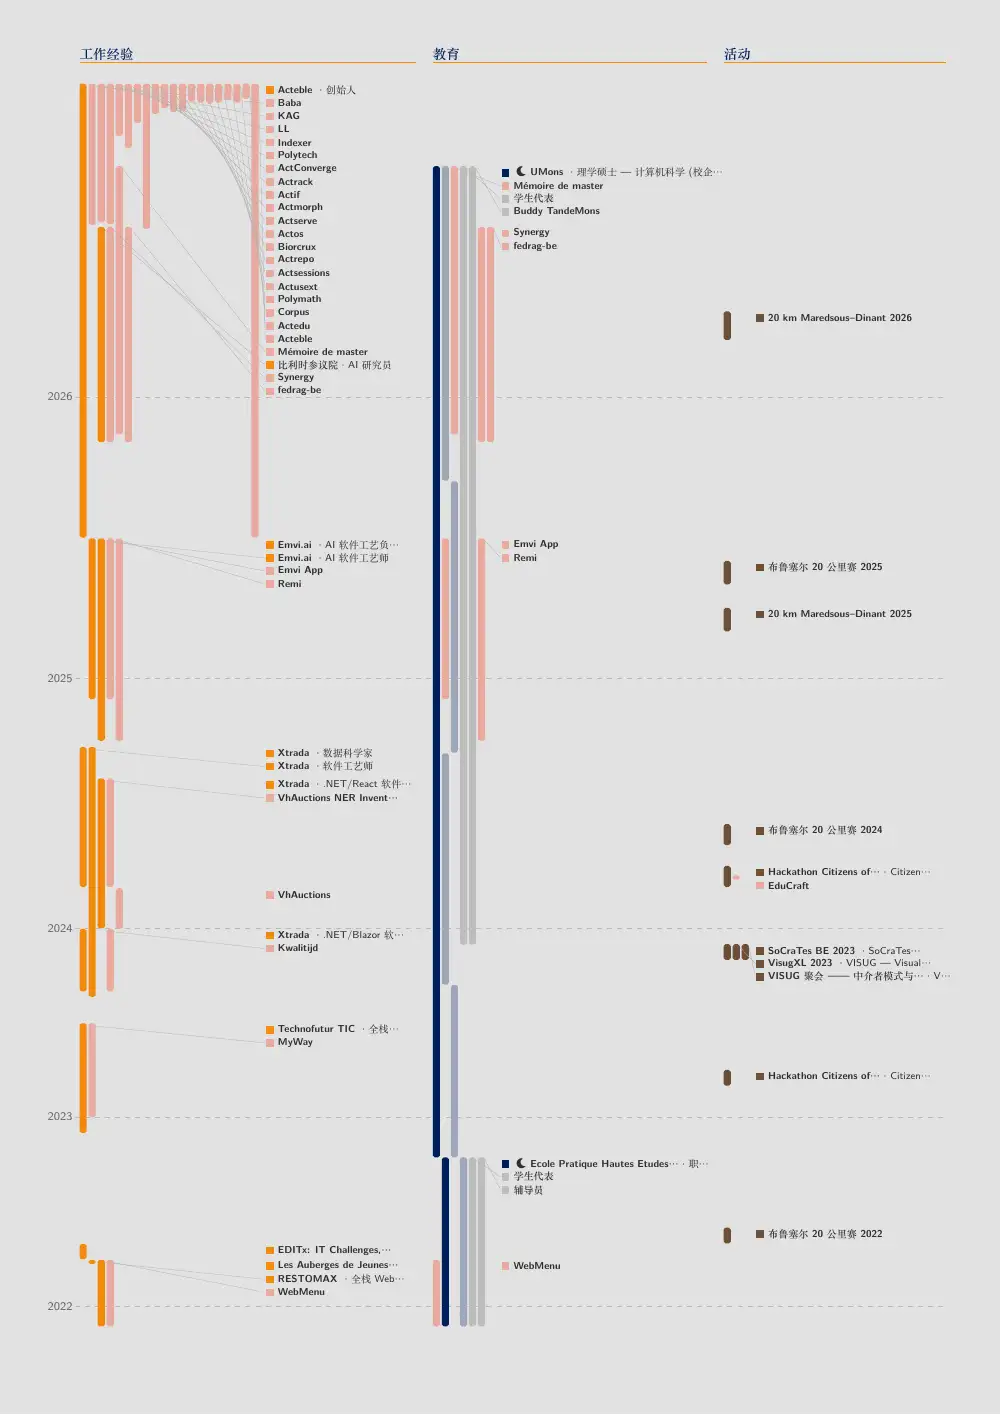 工作经验
Acteble · 创始人
Baba
KAG
LL
Indexer
Polytech
ActConverge
Actrack
Actif
Actmorph
Actserve
Actos
Biorcrux
Actrepo
Actsessions
Actusext
Polymath
Corpus
Actedu
Acteble
Mémoire de master
比利时参议院 · AI 研究员
Synergy
fedrag-be
2026
Emvi.ai · AI 软件工艺负···
Emvi.ai · AI 软件工艺师
Emvi App
Remi
2025
Xtrada · 数据科学家
Xtrada · 软件工艺师
Xtrada · .NET/React 软件···
VhAuctions NER Invent···
VhAuctions
2024
Xtrada · .NET/Blazor 软···
Kwalitijd
Technofutur TIC · 全栈···
MyWay
2023
EDITx: IT Challenges,···
Les Auberges de Jeunes···
RESTOMAX · 全栈 Web···
WebMenu
2022
教育
UMons · 理学硕士 — 计算机科学 (校企···
Mémoire de master
学生代表
Buddy TandeMons
Synergy
fedrag-be
Emvi App
Remi
Ecole Pratique Hautes Etudes··· · 职···
学生代表
辅导员
WebMenu
活动
20 km Maredsous–Dinant 2026
布鲁塞尔 20 公里赛 2025
20 km Maredsous–Dinant 2025
布鲁塞尔 20 公里赛 2024
Hackathon Citizens of··· · Citizen···
EduCraft
SoCraTes BE 2023 · SoCraTes···
VisugXL 2023 · VISUG — Visual···
VISUG 聚会 —— 中介者模式与··· · V···
Hackathon Citizens of··· · Citizen···
布鲁塞尔 20 公里赛 2022